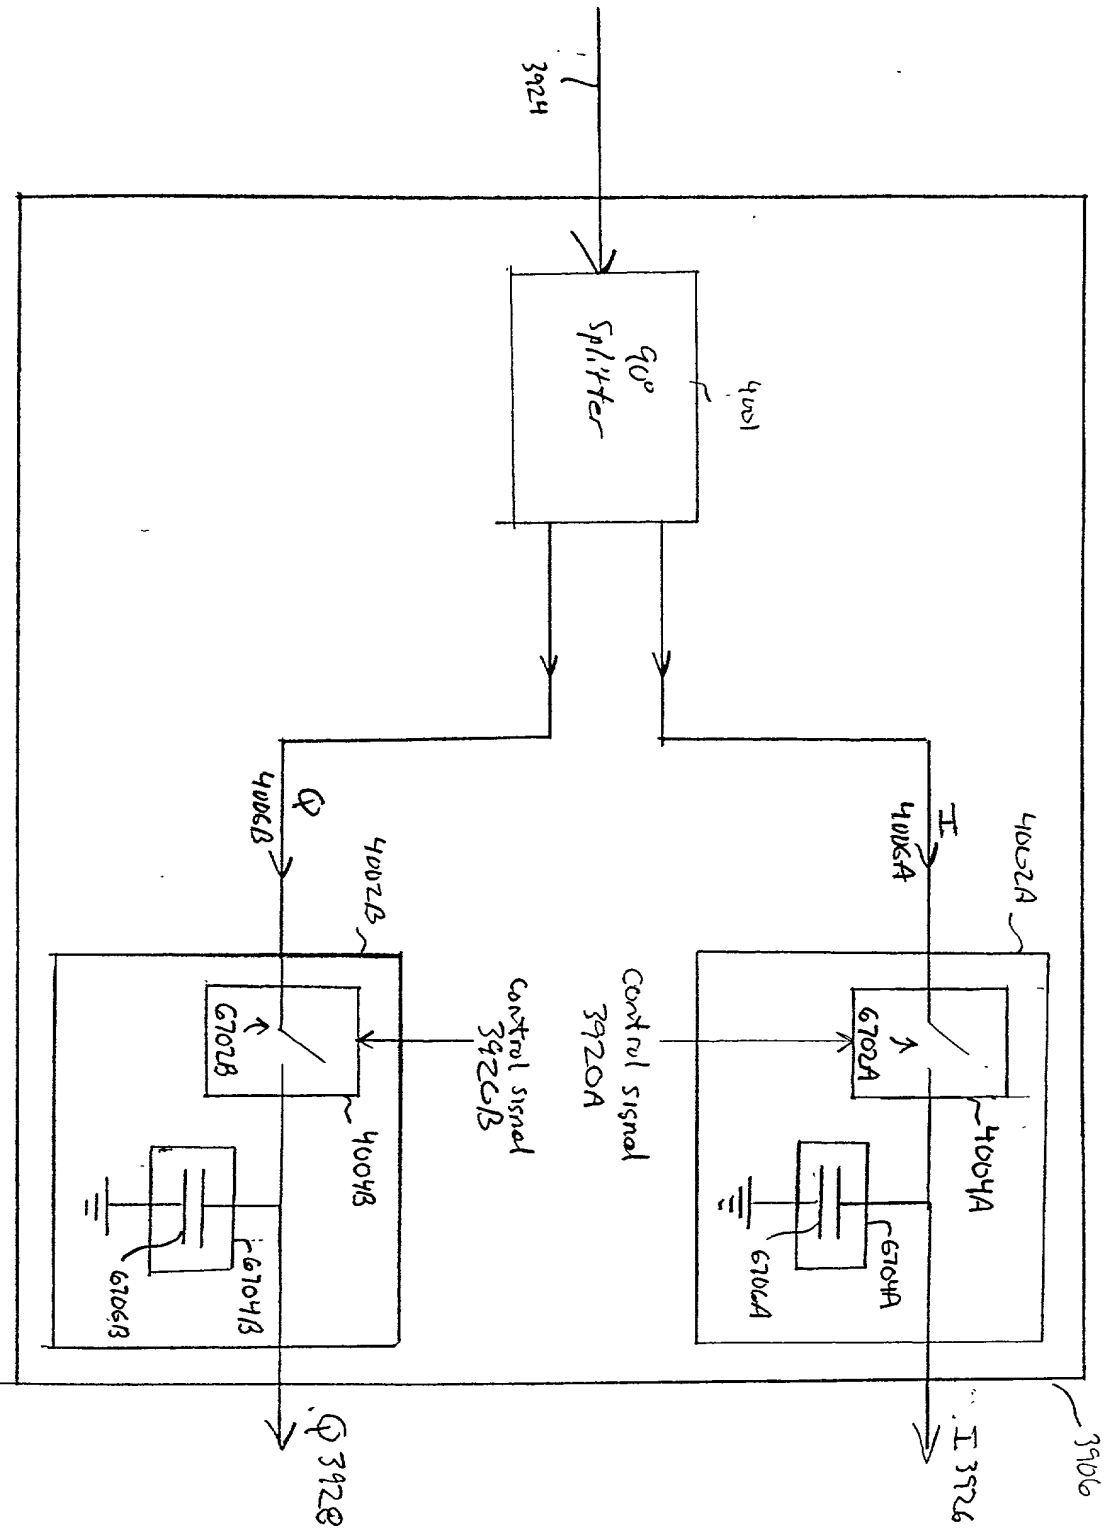 3924
4001
90°
Splitter
I
4006A
Q
4006B
4002A
4002B
6702A
4004A
Control signal
3920A
Control signal
3920B
6702B
4004B
6704A
6706A
6704B
6706B
3906
I 3926
Q 3928